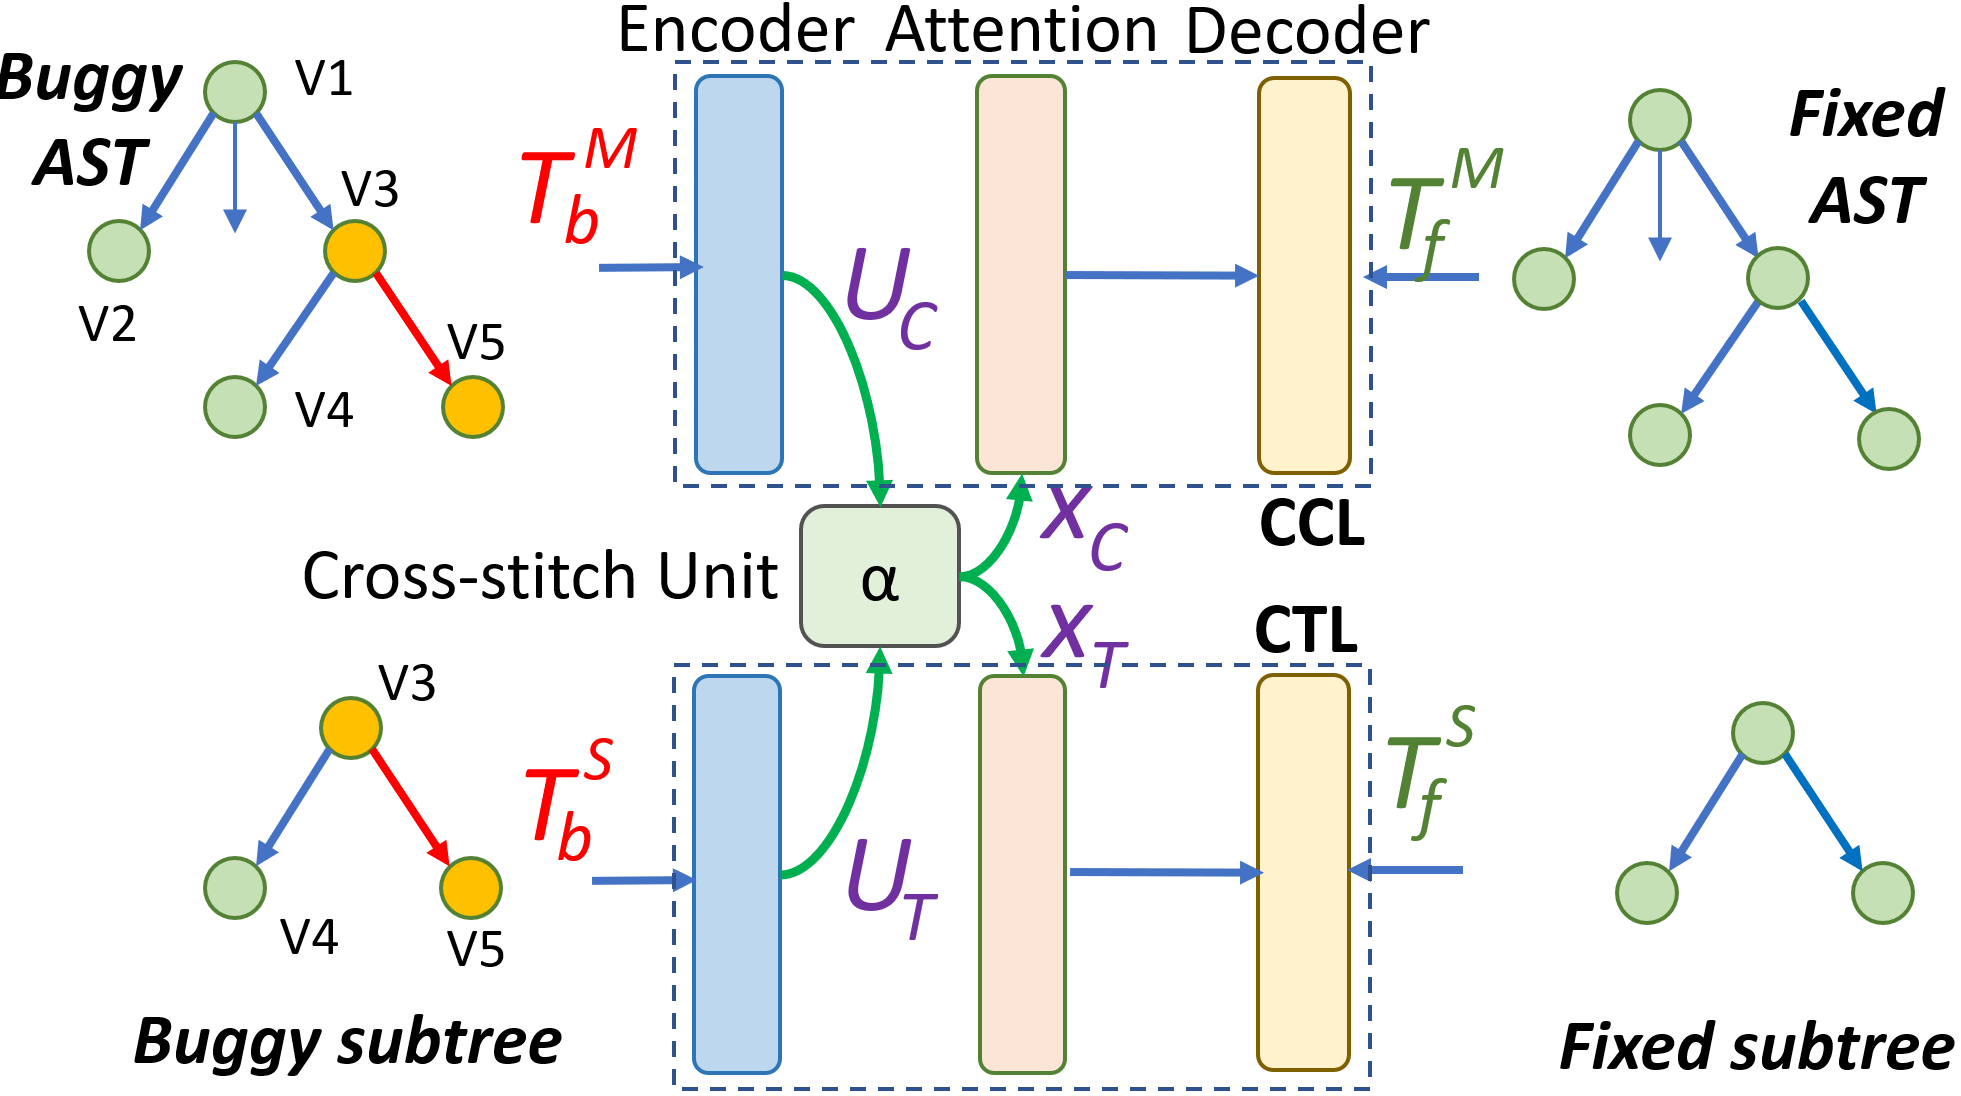 Encoder Attention Decoder
Buggy
AST
V1
V3
V2
V5
V4
T_b^M
U_C
T_f^M
Fixed
AST
X_C
CCL
Cross-stitch Unit
α
X_T
CTL
V3
V4
V5
T_b^S
U_T
T_f^S
Buggy subtree
Fixed subtree